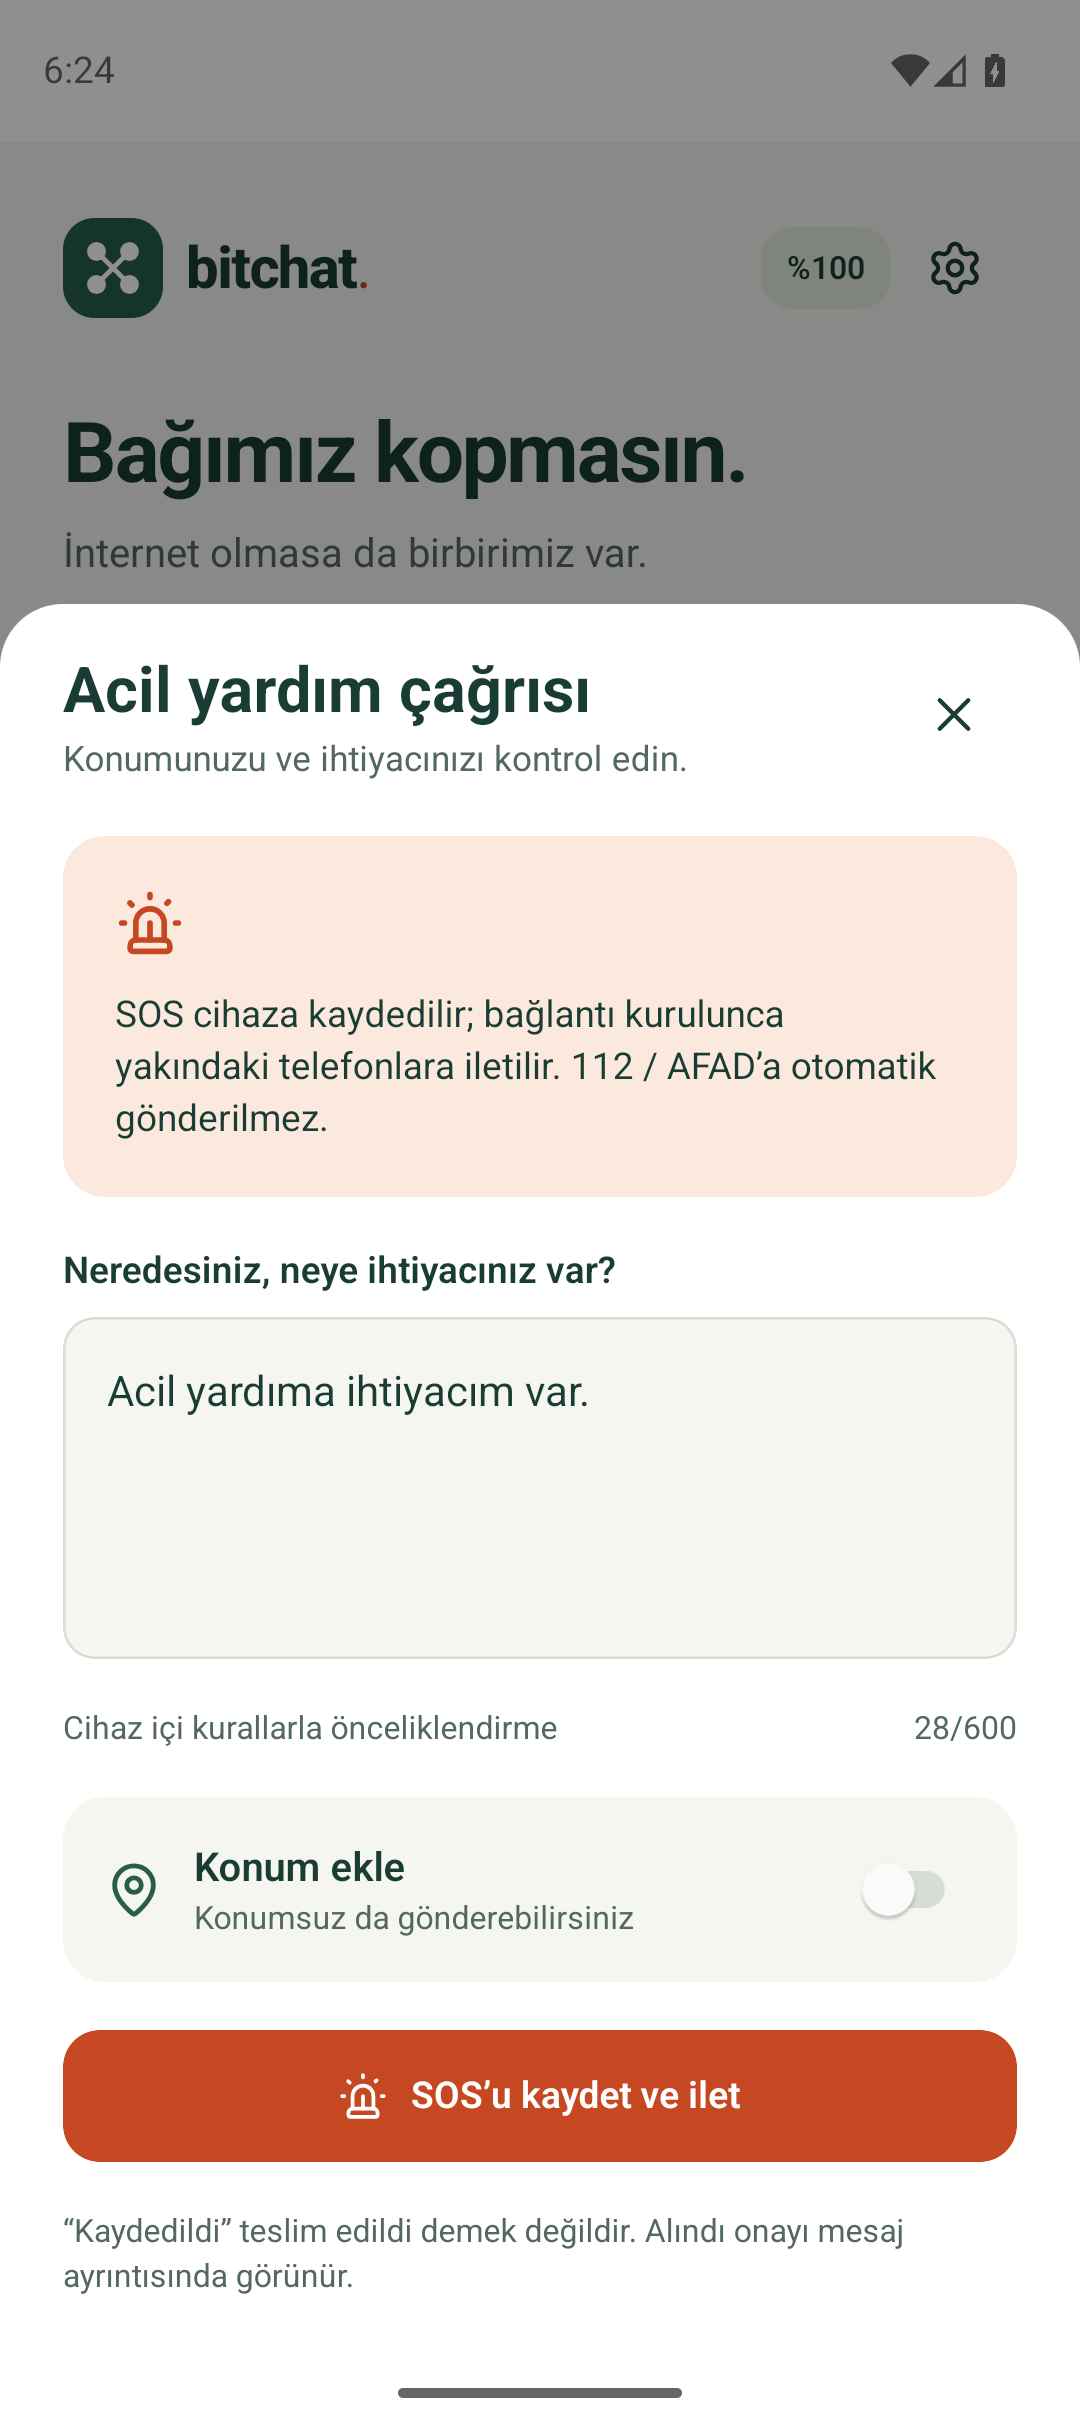 6:24
bitchat.
%100
Bağımız kopmasın.
İnternet olmasa da birbirimiz var.
Acil yardım çağrısı
Konumunuzu ve ihtiyacınızı kontrol edin.
SOS cihaza kaydedilir; bağlantı kurulunca
yakındaki telefonlara iletilir. 112 / AFAD’a otomatik
gönderilmez.
Neredesiniz, neye ihtiyacınız var?
Acil yardıma ihtiyacım var.
Cihaz içi kurallarla önceliklendirme
28/600
Konum ekle
Konumsuz da gönderebilirsiniz
SOS’u kaydet ve ilet
“Kaydedildi” teslim edildi demek değildir. Alındı onayı mesaj
ayrıntısında görünür.